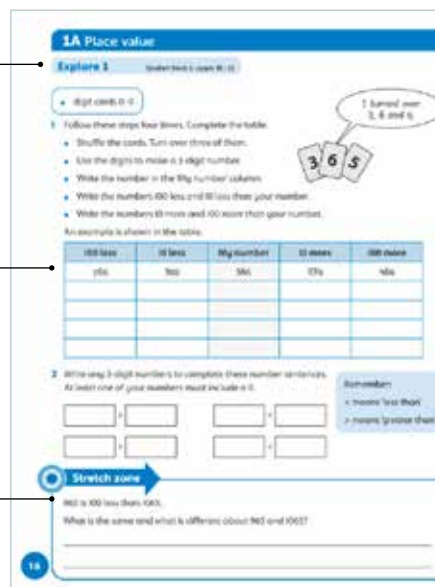 1A Place value
Explore 1
digit cards 0–9
I turned over
3, 6 and 5.
1 Follow these steps four times. Complete the table.
Shuffle the cards. Turn over three of them.
3 6 5
Use the digits to make a 3-digit number.
Write the number in the 'My number' column.
Write the numbers 100 less and 10 less than your number.
Write the numbers 10 more and 100 more than your number.
An example is shown in the table.
100 less 10 less My number 10 more 100 more
2 Write any 3-digit numbers to complete these number sentences.
At least one of your numbers must include a 0.
Remember:
< means 'less than'
> means 'greater than'
Stretch zone
What is the same and what is different about 965 and 1065?